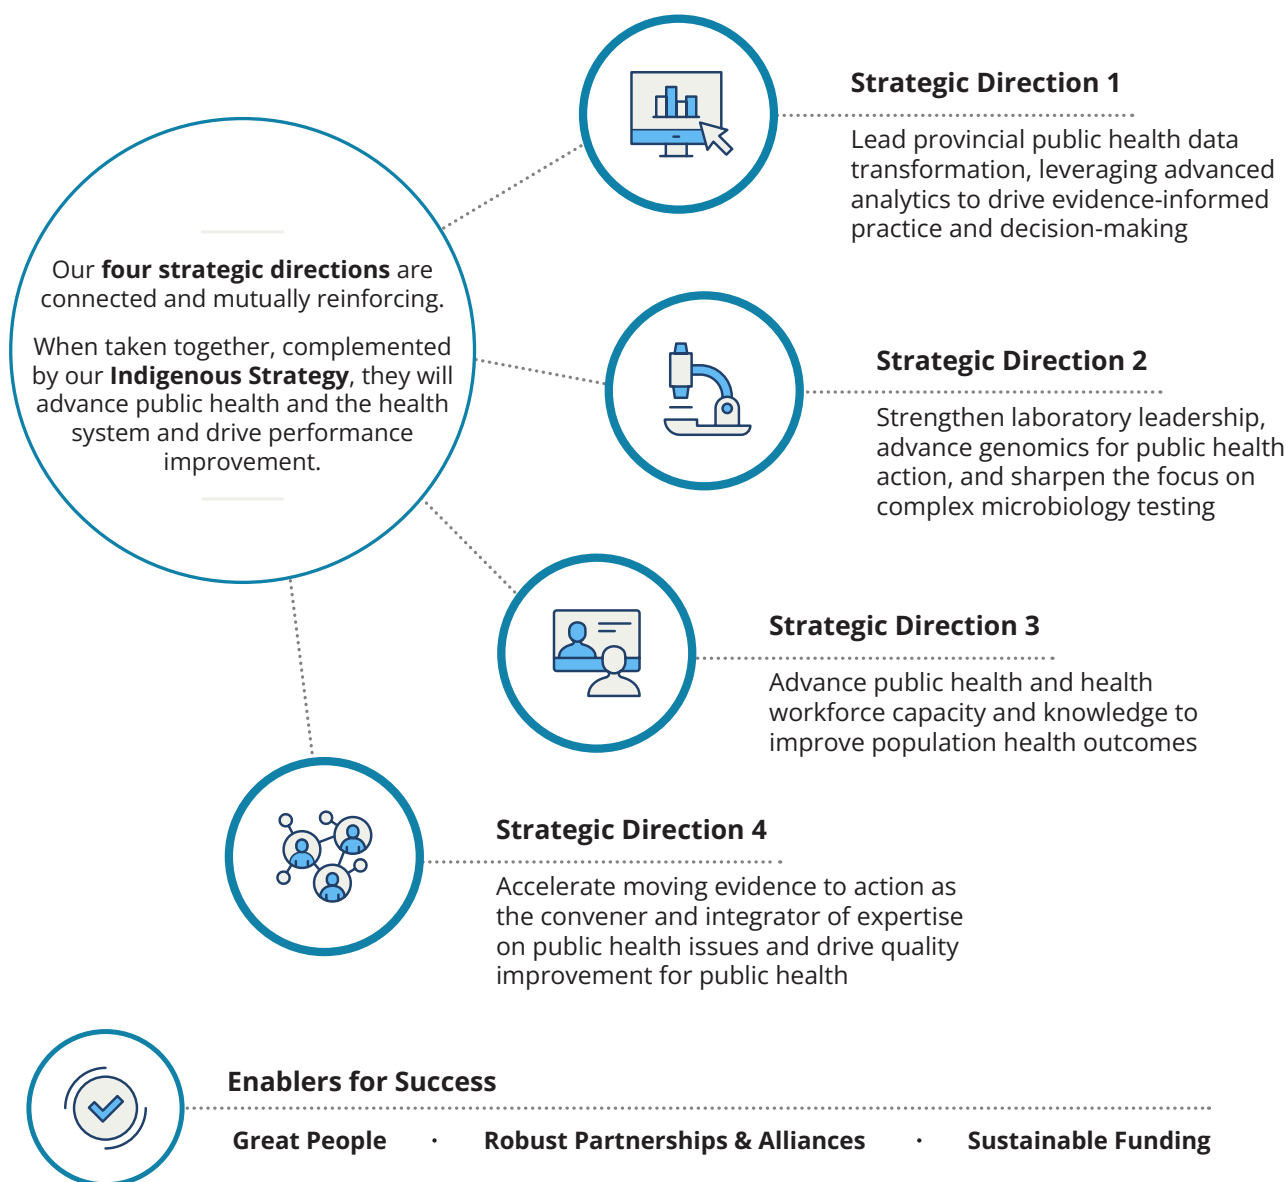 Our four strategic directions are
connected and mutually reinforcing.
When taken together, complemented
by our Indigenous Strategy, they will
advance public health and the health
system and drive performance
improvement.
Strategic Direction 1
Lead provincial public health data
transformation, leveraging advanced
analytics to drive evidence-informed
practice and decision-making
Strategic Direction 2
Strengthen laboratory leadership,
advance genomics for public health
action, and sharpen the focus on
complex microbiology testing
Strategic Direction 3
Advance public health and health
workforce capacity and knowledge to
improve population health outcomes
Strategic Direction 4
Accelerate moving evidence to action as
the convener and integrator of expertise
on public health issues and drive quality
improvement for public health
Enablers for Success
Great People · Robust Partnerships & Alliances · Sustainable Funding